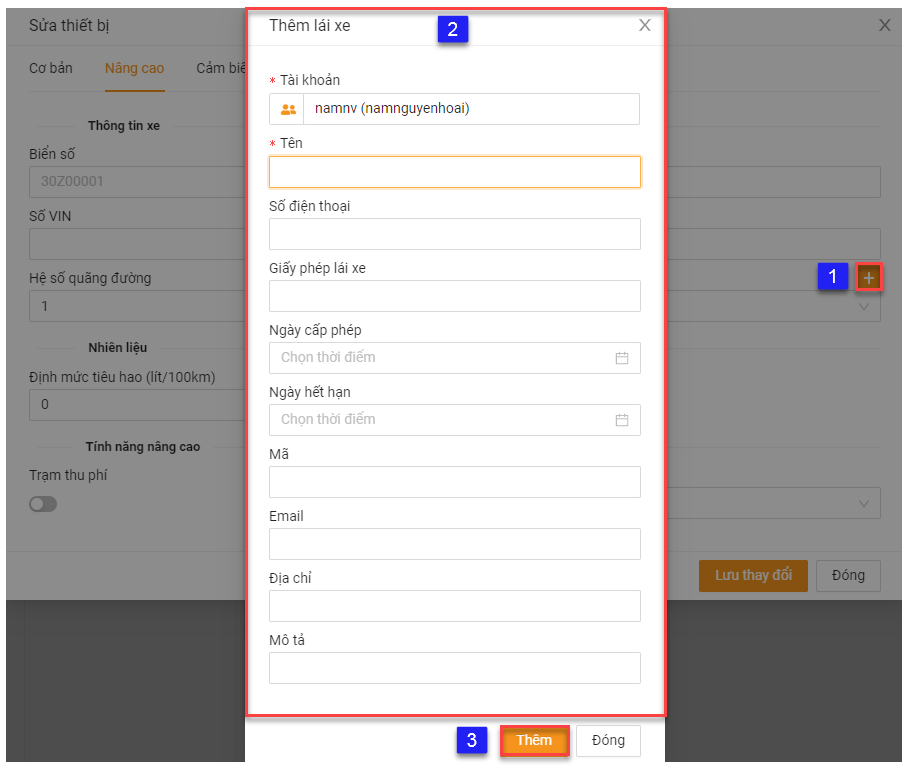 Sửa thiết bị
Cơ bản
Nâng cao
Cảm biế
Thông tin xe
Biển số
30Z00001
Số VIN
Hệ số quãng đường
1
Nhiên liệu
Định mức tiêu hao (lít/100km)
0
Tính năng nâng cao
Trạm thu phí
Lưu thay đổi
Đóng
1
Thêm lái xe
2
* Tài khoản
namnv (namnguyenhoai)
* Tên
Số điện thoại
Giấy phép lái xe
Ngày cấp phép
Chọn thời điểm
Ngày hết hạn
Chọn thời điểm
Mã
Email
Địa chỉ
Mô tả
3
Thêm
Đóng